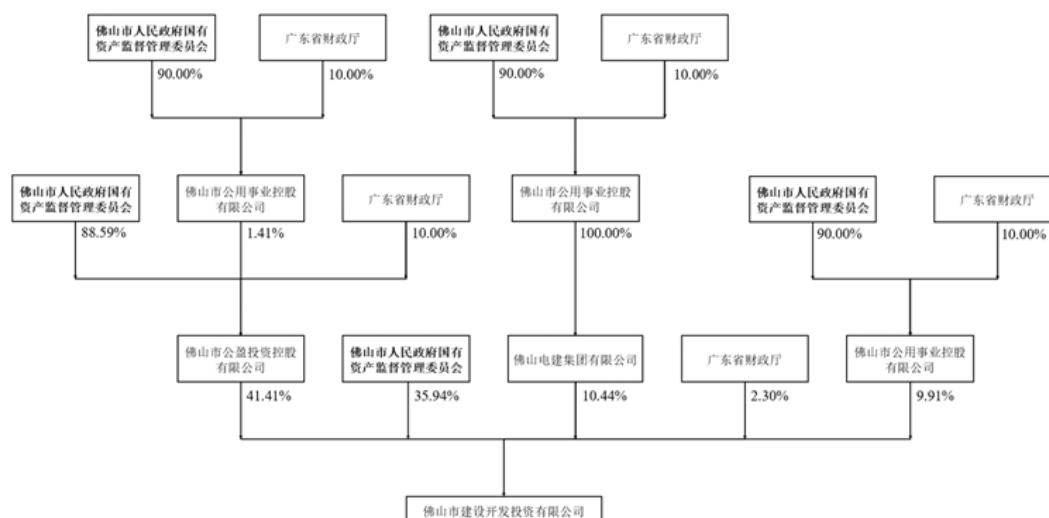 佛山市人民政府国有
资产监督管理委员会
广东省财政厅
佛山市人民政府国有
资产监督管理委员会
广东省财政厅
90.00%
10.00%
90.00%
10.00%
佛山市人民政府国有
资产监督管理委员会
佛山市公用事业控股
有限公司
广东省财政厅
佛山市公用事业控股
有限公司
佛山市人民政府国有
资产监督管理委员会
广东省财政厅
88.59%
1.41%
10.00%
100.00%
90.00%
10.00%
佛山市公盈投资控股
有限公司
佛山市人民政府国有
资产监督管理委员会
佛山电建集团有限公司
广东省财政厅
佛山市公用事业控股
有限公司
41.41%
35.94%
10.44%
2.30%
9.91%
佛山市建设开发投资有限公司